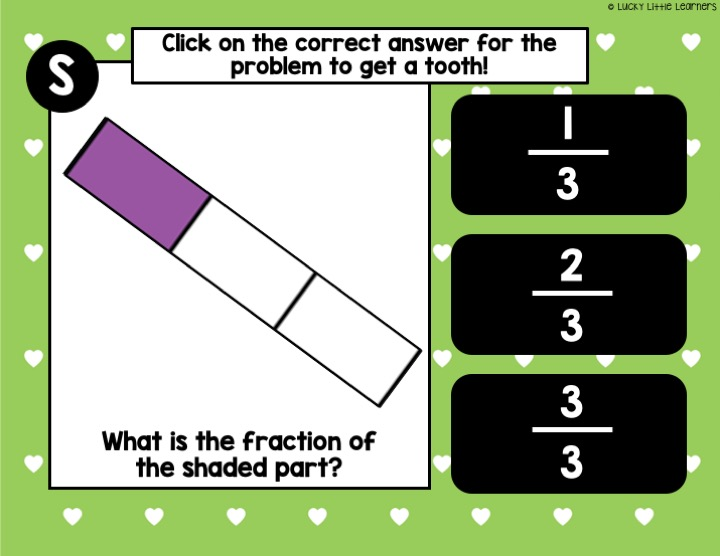 © Lucky Little Learners
Click on the correct answer for the
problem to get a tooth!
S
What is the fraction of
the shaded part?
1
3
2
3
3
3